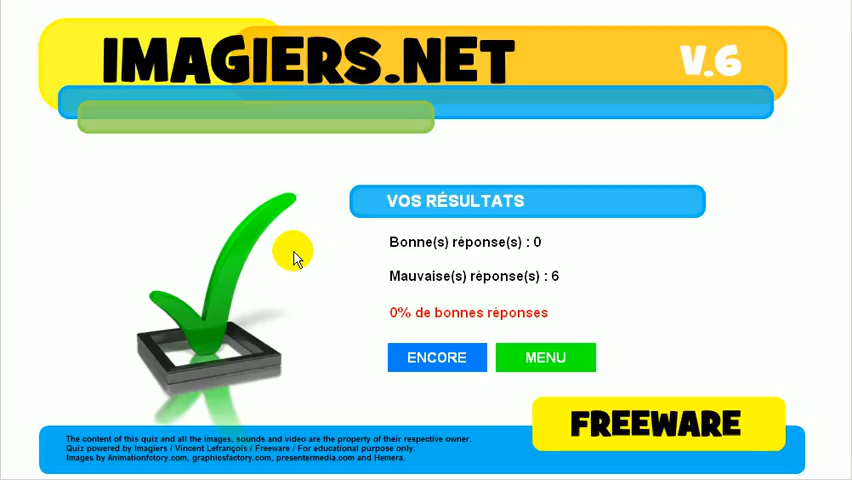 IMAGIERS.NET
V.6
VOS RÉSULTATS
Bonne(s) réponse(s) : 0
Mauvaise(s) réponse(s) : 6
0% de bonnes réponses
ENCORE
MENU
FREEWARE
The content of this quiz and all the images, sounds and video are the property of their respective owner.
Quiz powered by Imagiers / Vincent Lefrançois / Freeware / For educational purpose only.
Images by Animationfctory.com, graphicsfactory.com, presentermedia.com and Hemera.